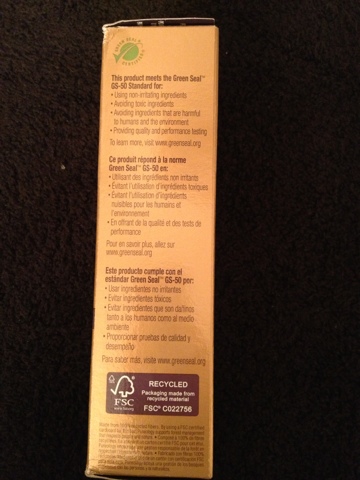 GREEN SEAL
CERTIFIED
This product meets the Green Seal™
GS-50 Standard for:
• Using non-irritating ingredients
• Avoiding toxic ingredients
• Avoiding ingredients that are harmful
to humans and the environment
• Providing quality and performance testing
To learn more, visit www.greenseal.org
Ce produit répond à la norme
Green Seal™ GS-50 en:
• Utilisant des ingrédients non irritants
• Évitant l'utilisation d'ingrédients toxiques
• Évitant l'utilisation d'ingrédients
nuisibles pour les humains et
l'environnement
• En offrant de la qualité et des tests de
performance
Pour en savoir plus, allez sur
www.greenseal.org
Este producto cumple con el
estándar Green Seal™ GS-50 per:
• Usar ingredientes no irritantes
• Evitar ingredientes tóxicos
• Evitar ingredientes que son dañinos
tanto a los humanos como al medio
ambiente
• Proporcionar pruebas de calidad y
desempeño
Para saber más, visite www.greenseal.org
FSC
www.fsc.org
RECYCLED
Packaging made from
recycled material
FSC® C022756